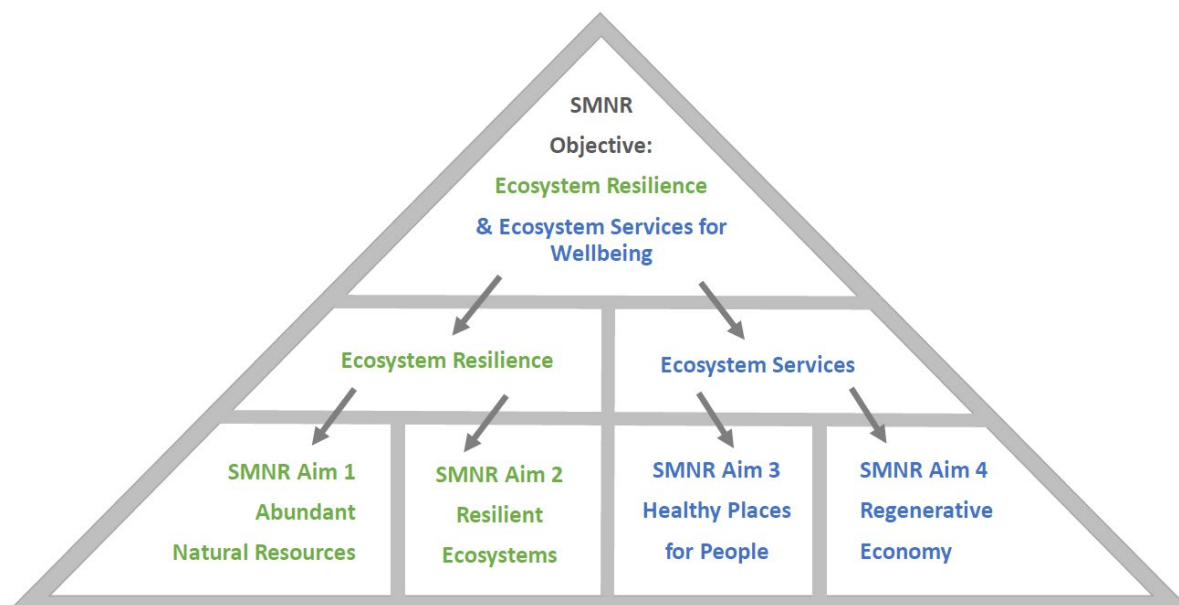 SMNR
Objective:
Ecosystem Resilience
& Ecosystem Services for
Wellbeing
Ecosystem Resilience
Ecosystem Services
SMNR Aim 1
Abundant
Natural Resources
SMNR Aim 2
Resilient
Ecosystems
SMNR Aim 3
Healthy Places
for People
SMNR Aim 4
Regenerative
Economy